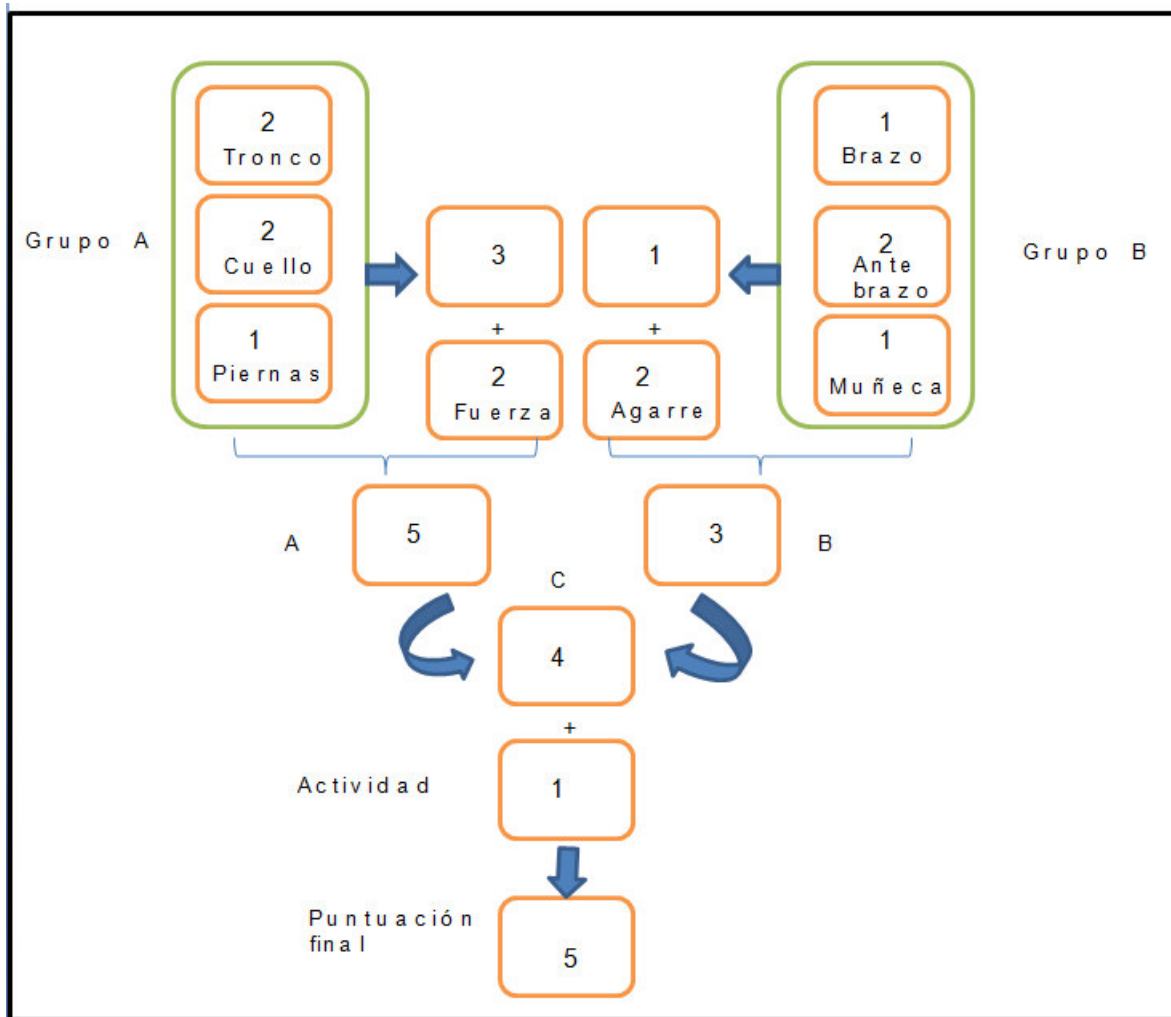 2
Tronco
2
Cuello
1
Piernas
Grupo A
3
+
2
Fuerza
1
+
2
Agarre
1
Brazo
2
Ante
brazo
1
Muñeca
Grupo B
A
5
3
B
C
4
+
Actividad
1
Puntuación
final
5